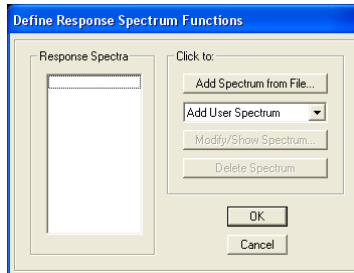 Define Response Spectrum Functions
Response Spectra
Click to:
Add Spectrum from File...
Add User Spectrum
Modify/Show Spectrum...
Delete Spectrum
OK
Cancel